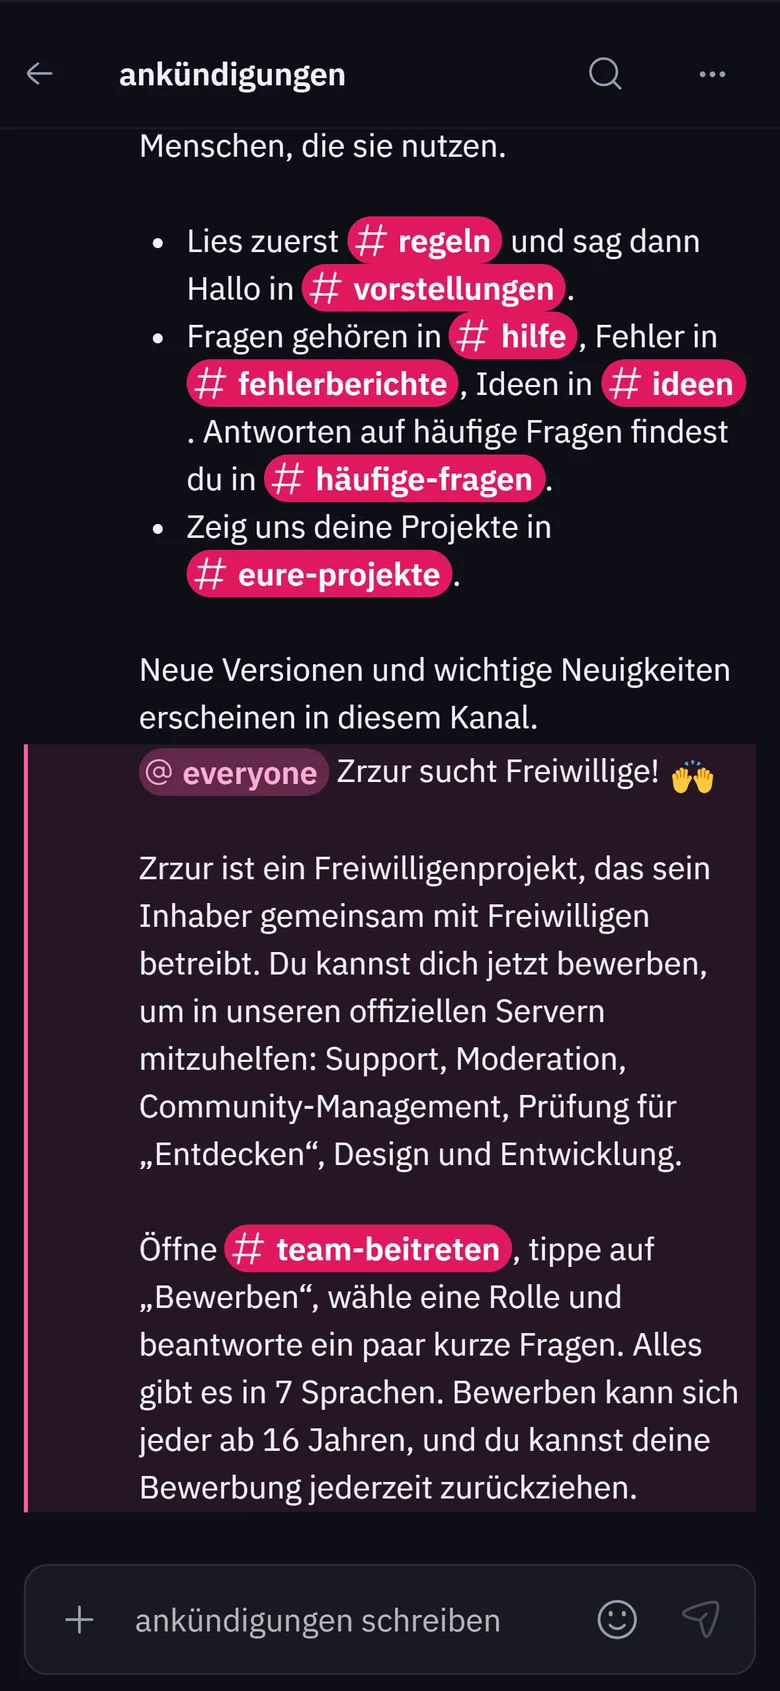 ankündigungen
Menschen, die sie nutzen.
• Lies zuerst # regeln und sag dann
Hallo in # vorstellungen.
• Fragen gehören in # hilfe, Fehler in
# fehlerberichte, Ideen in # ideen
. Antworten auf häufige Fragen findest
du in # häufige-fragen.
• Zeig uns deine Projekte in
# eure-projekte.
Neue Versionen und wichtige Neuigkeiten
erscheinen in diesem Kanal.
@ everyone Zrzur sucht Freiwillige! 🙌
Zrzur ist ein Freiwilligenprojekt, das sein
Inhaber gemeinsam mit Freiwilligen
betreibt. Du kannst dich jetzt bewerben,
um in unseren offiziellen Servern
mitzuhelfen: Support, Moderation,
Community-Management, Prüfung für
„Entdecken“, Design und Entwicklung.
Öffne # team-beitreten, tippe auf
„Bewerben“, wähle eine Rolle und
beantworte ein paar kurze Fragen. Alles
gibt es in 7 Sprachen. Bewerben kann sich
jeder ab 16 Jahren, und du kannst deine
Bewerbung jederzeit zurückziehen.
ankündigungen schreiben